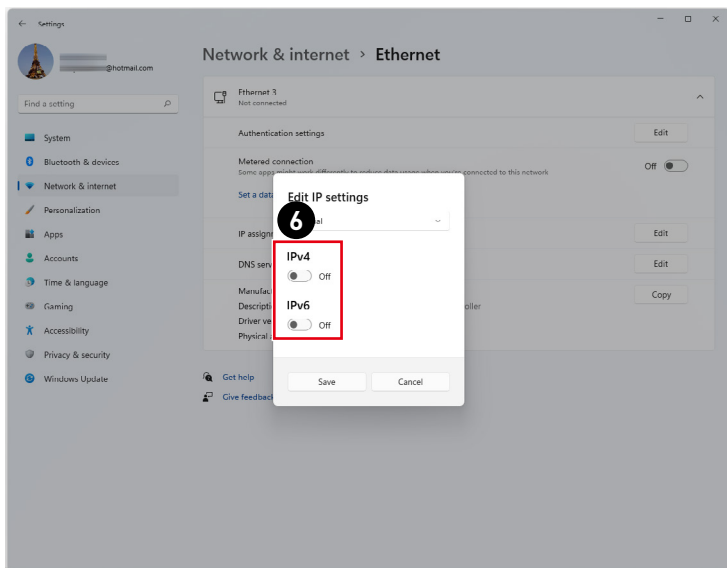 Settings
@hotmail.com
Find a setting
System
Bluetooth & devices
Network & internet
Personalization
Apps
Accounts
Time & language
Gaming
Accessibility
Privacy & security
Windows Update
Network & internet > Ethernet
Ethernet 3
Not connected
Authentication settings
Edit
Metered connection
Some apps might work differently to reduce data usage when you're connected to this network
Off
Set a data
IP assignm
Edit
DNS serv
Edit
Manufac
Copy
Descripti
oller
Driver ve
Physical a
Get help
Give feedback
Edit IP settings
6
al
IPv4
Off
IPv6
Off
Save
Cancel